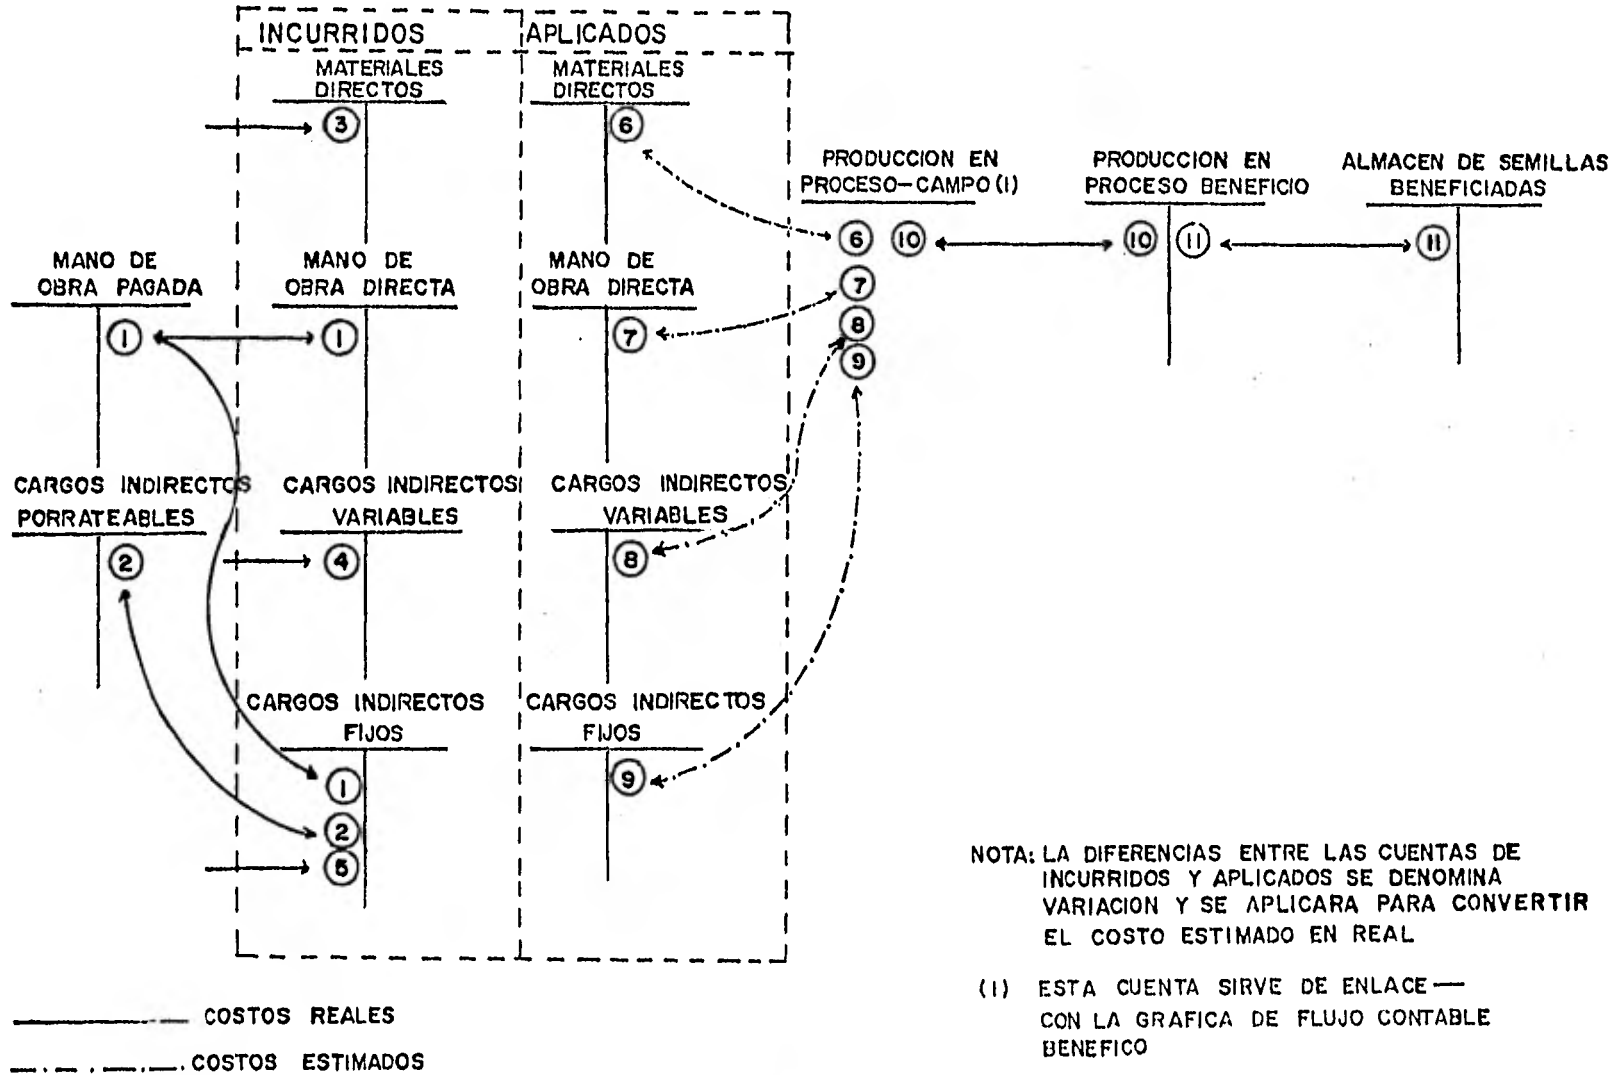 INCURRIDOS
APLICADOS
MATERIALES
DIRECTOS
3
MATERIALES
DIRECTOS
6
PRODUCCION EN
PROCESO-CAMPO (1)
6 10
7
8
9
PRODUCCION EN
PROCESO BENEFICIO
10 11
ALMACEN DE SEMILLAS
BENEFICIADAS
11
MANO DE
OBRA PAGADA
1
MANO DE
OBRA DIRECTA
1
MANO DE
OBRA DIRECTA
7
CARGOS INDIRECTOS
PORRATEABLES
2
CARGOS INDIRECTOS
VARIABLES
4
CARGOS INDIRECTOS
VARIABLES
8
CARGOS INDIRECTOS
FIJOS
1
2
5
CARGOS INDIRECTOS
FIJOS
9
NOTA: LA DIFERENCIAS ENTRE LAS CUENTAS DE
INCURRIDOS Y APLICADOS SE DENOMINA
VARIACION Y SE APLICARA PARA CONVERTIR
EL COSTO ESTIMADO EN REAL
(1) ESTA CUENTA SIRVE DE ENLACE —
CON LA GRAFICA DE FLUJO CONTABLE
BENEFICO
COSTOS REALES
COSTOS ESTIMADOS